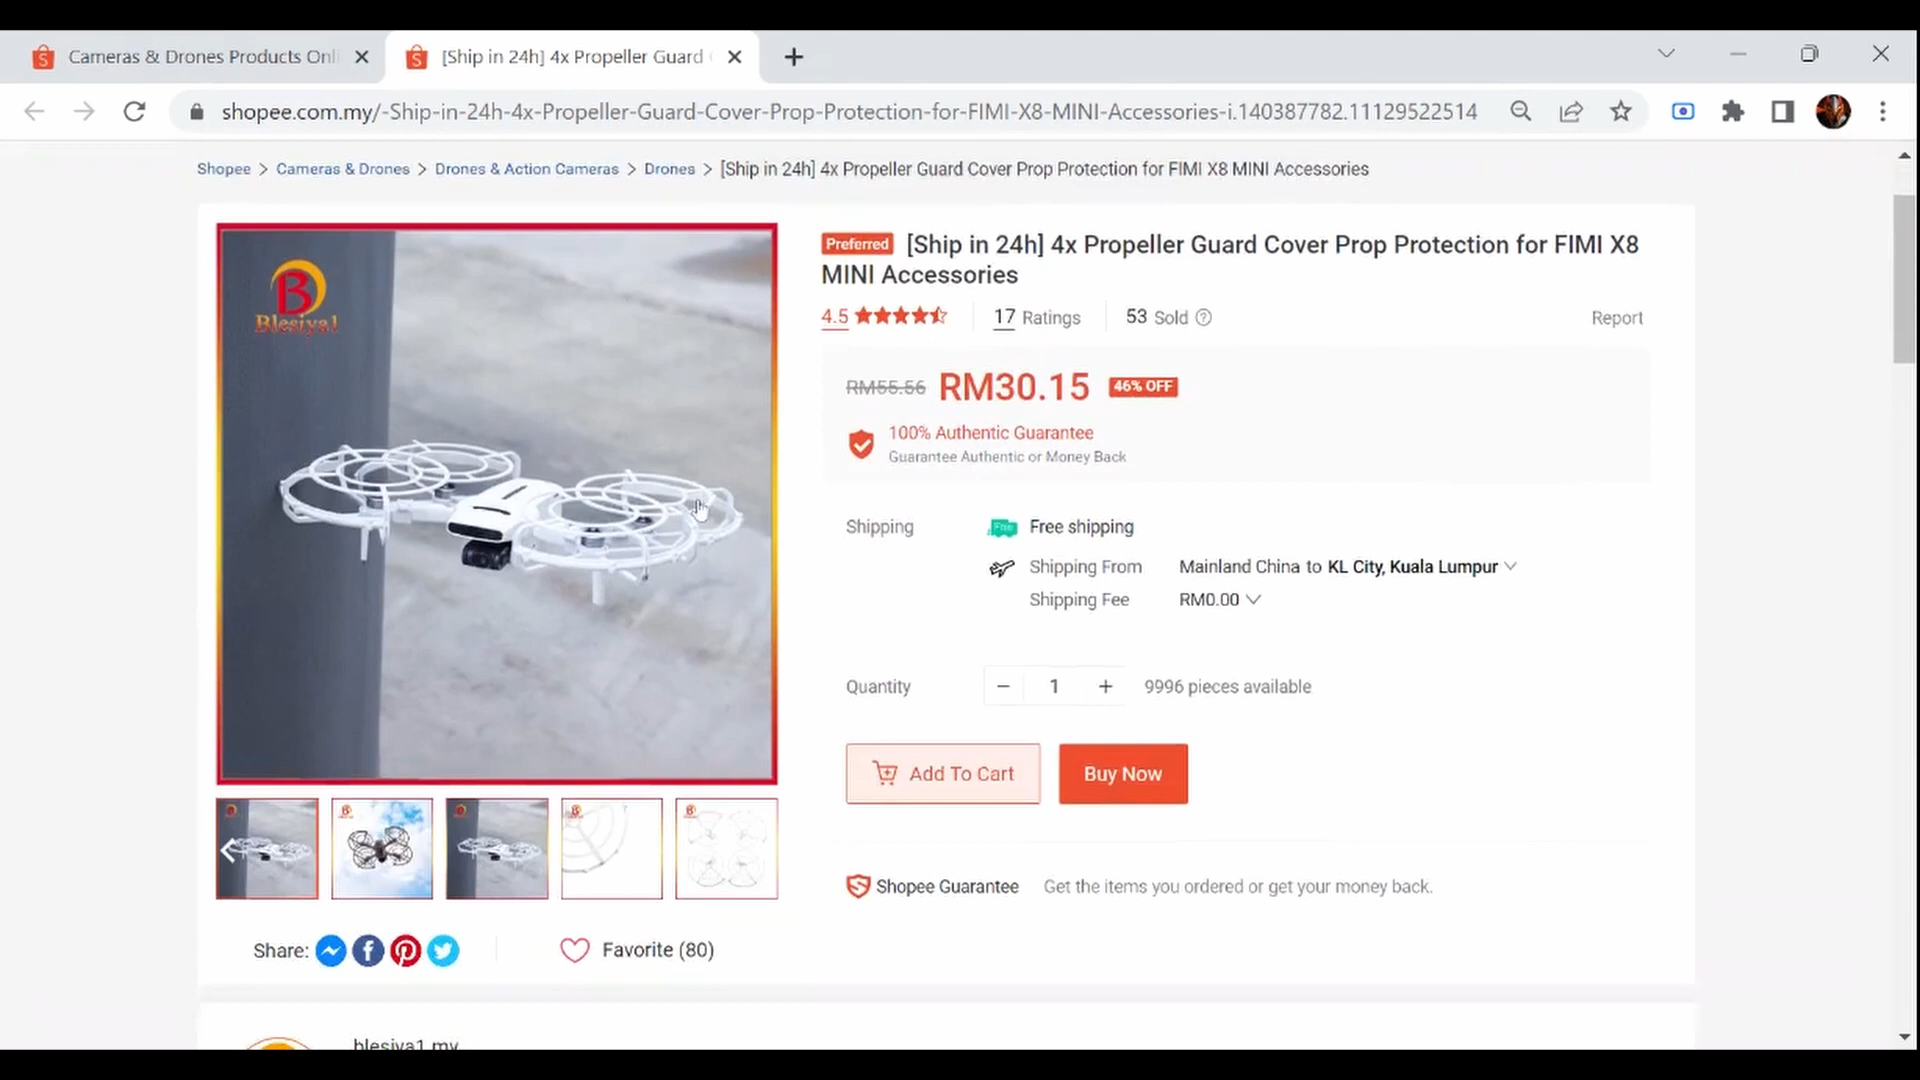 Cameras & Drones Products Onli
[Ship in 24h] 4x Propeller Guard
shopee.com.my/-Ship-in-24h-4x-Propeller-Guard-Cover-Prop-Protection-for-FIMI-X8-MINI-Accessories-i.140387782.11129522514
Shopee > Cameras & Drones > Drones & Action Cameras > Drones > [Ship in 24h] 4x Propeller Guard Cover Prop Protection for FIMI X8 MINI Accessories
B
Blesiya1
Preferred [Ship in 24h] 4x Propeller Guard Cover Prop Protection for FIMI X8
MINI Accessories
4.5 17 Ratings 53 Sold ? Report
RM55.56 RM30.15 46% OFF
100% Authentic Guarantee
Guarantee Authentic or Money Back
Shipping Free Free shipping
Shipping From Mainland China to KL City, Kuala Lumpur
Shipping Fee RM0.00
Quantity − 1 + 9996 pieces available
Add To Cart Buy Now
Shopee Guarantee Get the items you ordered or get your money back.
Share: Favorite (80)
blesiya1.my